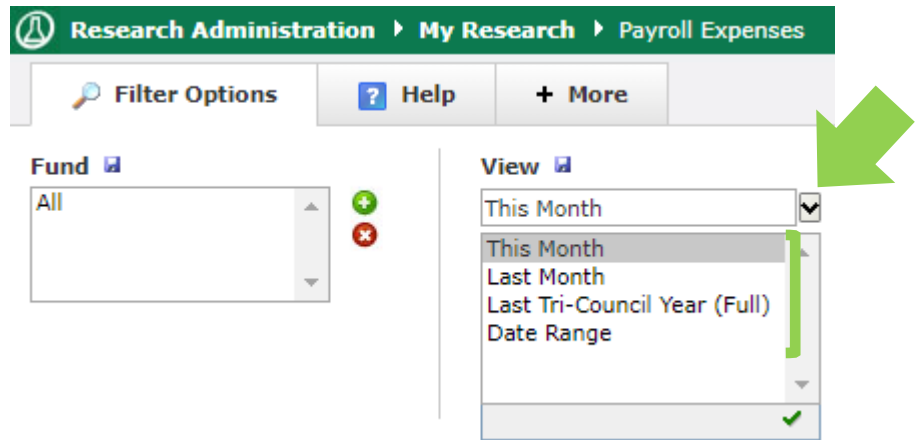 Research Administration My Research Payroll Expenses
Filter Options ? Help + More
Fund
All
View
This Month
This Month
Last Month
Last Tri-Council Year (Full)
Date Range